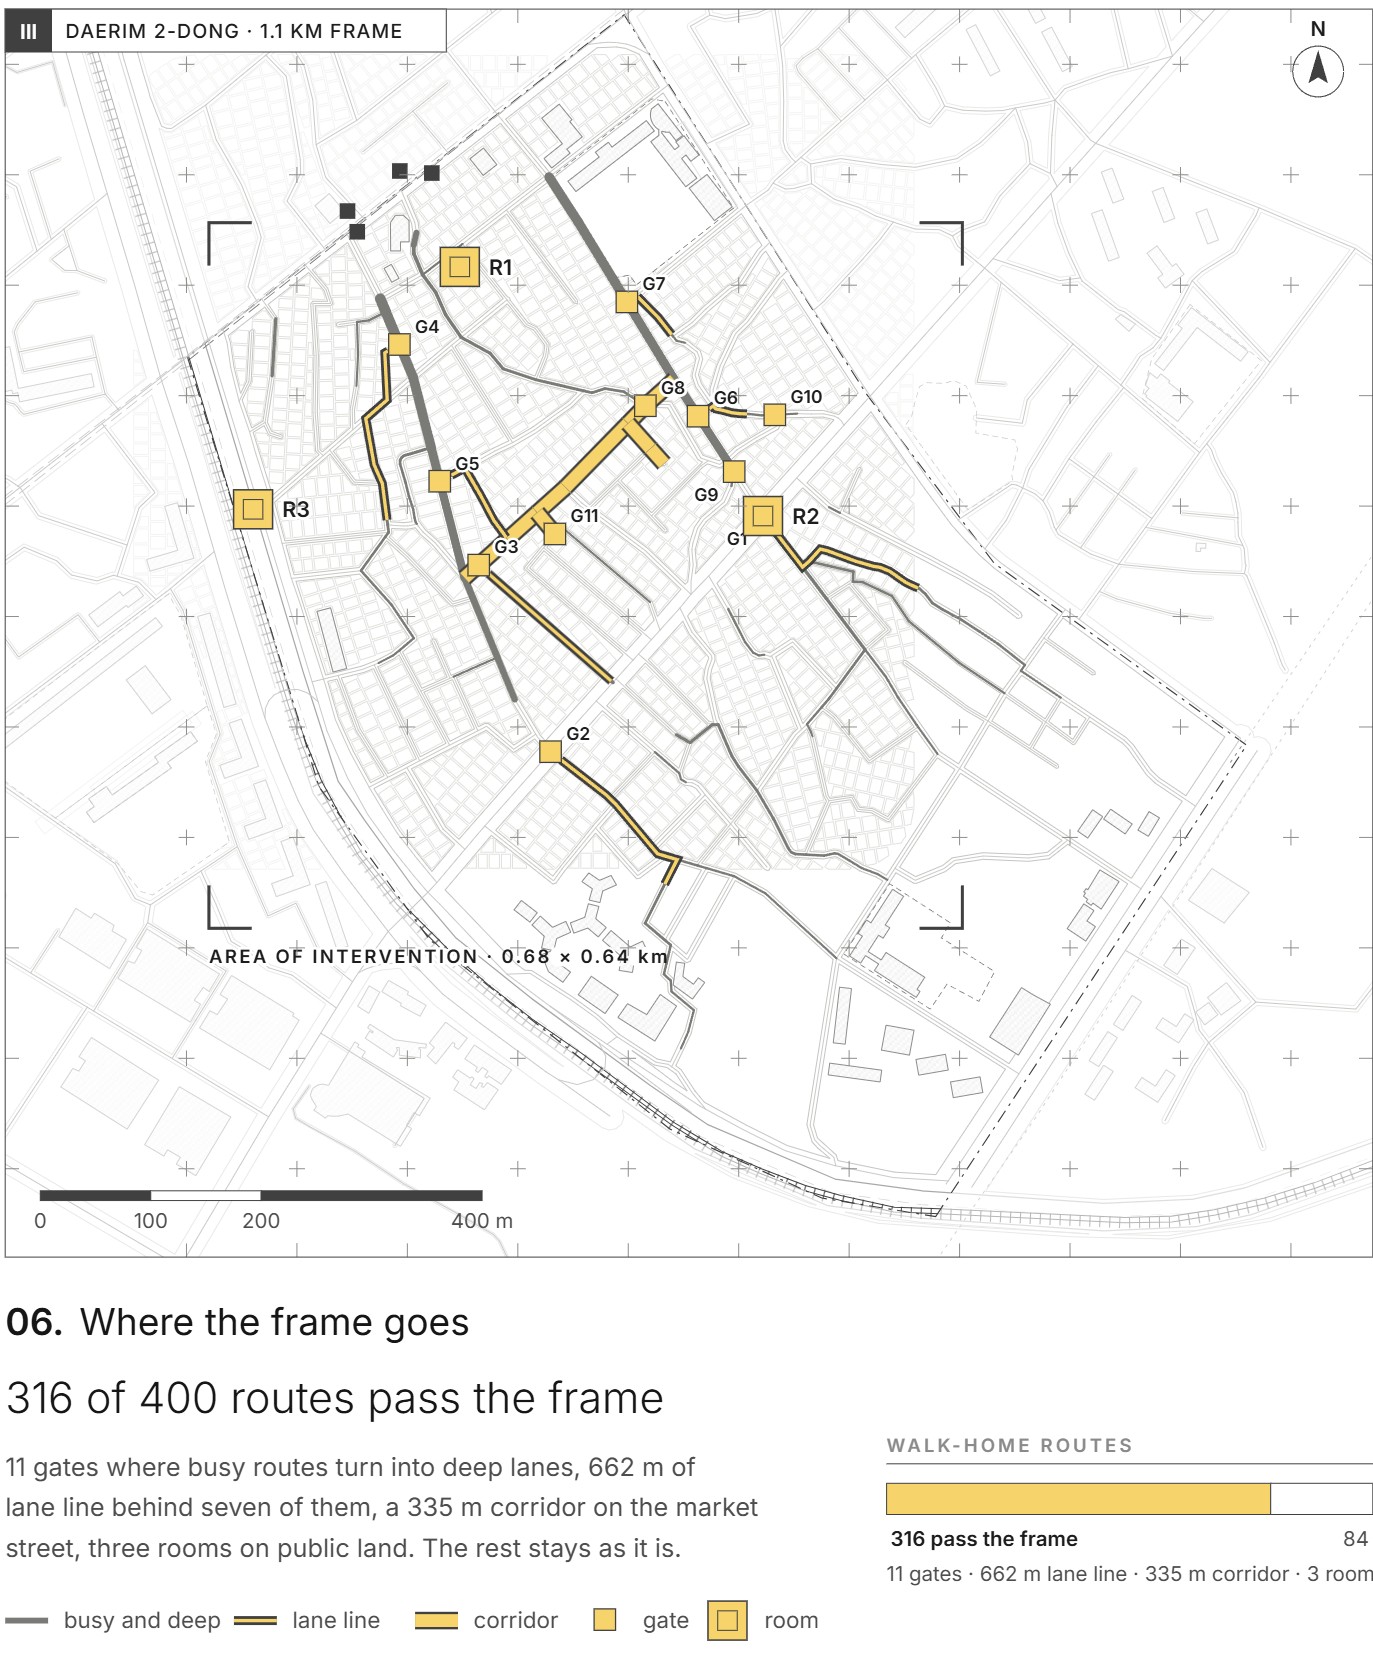 III DAERIM 2-DONG · 1.1 KM FRAME
N
R1
G7
G4
G8
G6
G10
G5
R3
G9
G11
R2
G1
G3
G2
AREA OF INTERVENTION · 0.68 × 0.64 km
0 100 200 400 m
06. Where the frame goes
316 of 400 routes pass the frame
11 gates where busy routes turn into deep lanes, 662 m of
lane line behind seven of them, a 335 m corridor on the market
street, three rooms on public land. The rest stays as it is.
busy and deep lane line corridor gate room
WALK-HOME ROUTES
316 pass the frame 84
11 gates · 662 m lane line · 335 m corridor · 3 room